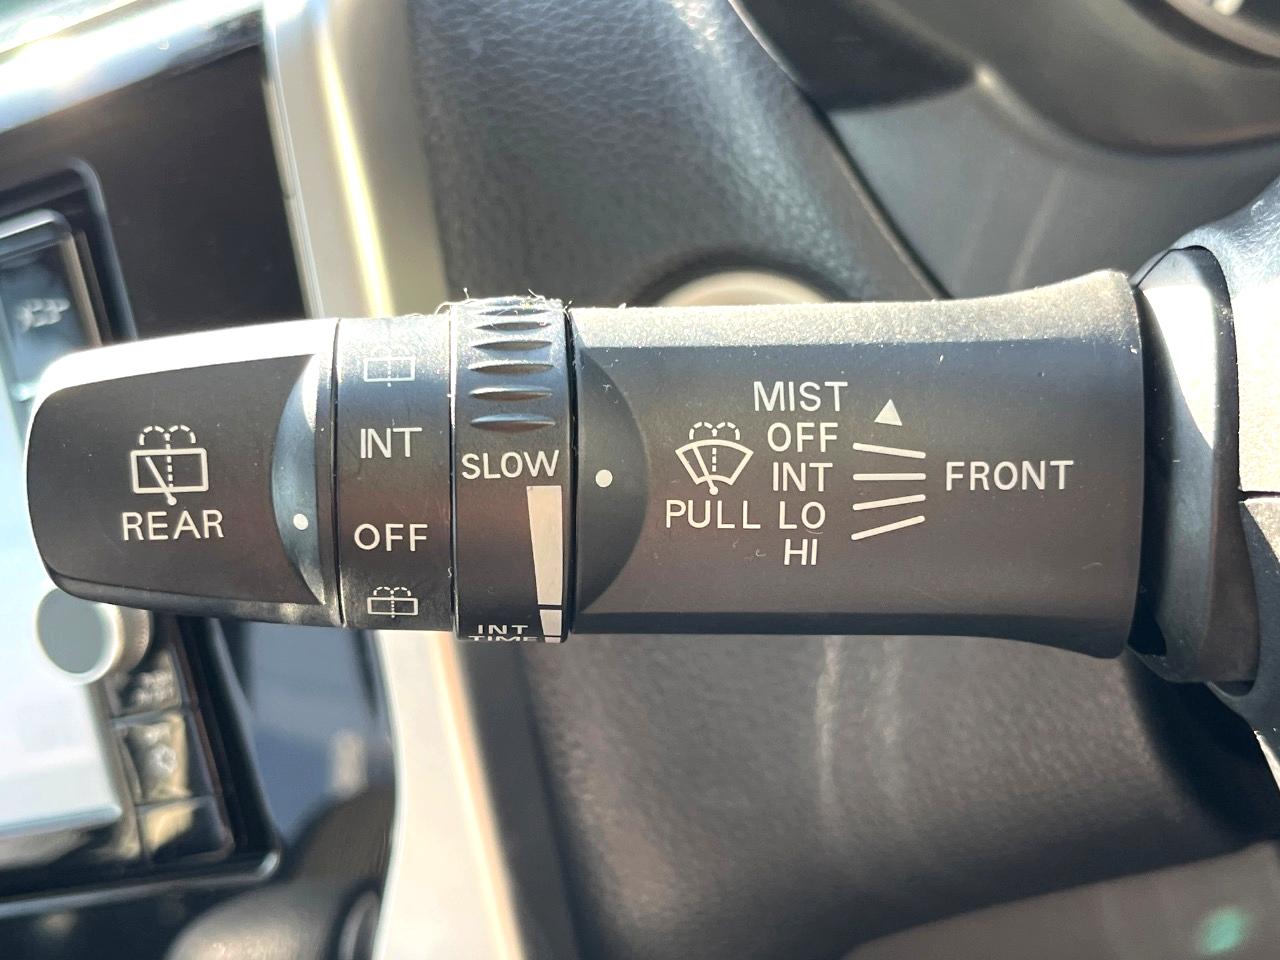 REAR
INT
OFF
SLOW
INT
TIME
MIST
OFF
INT
PULL LO
HI
FRONT